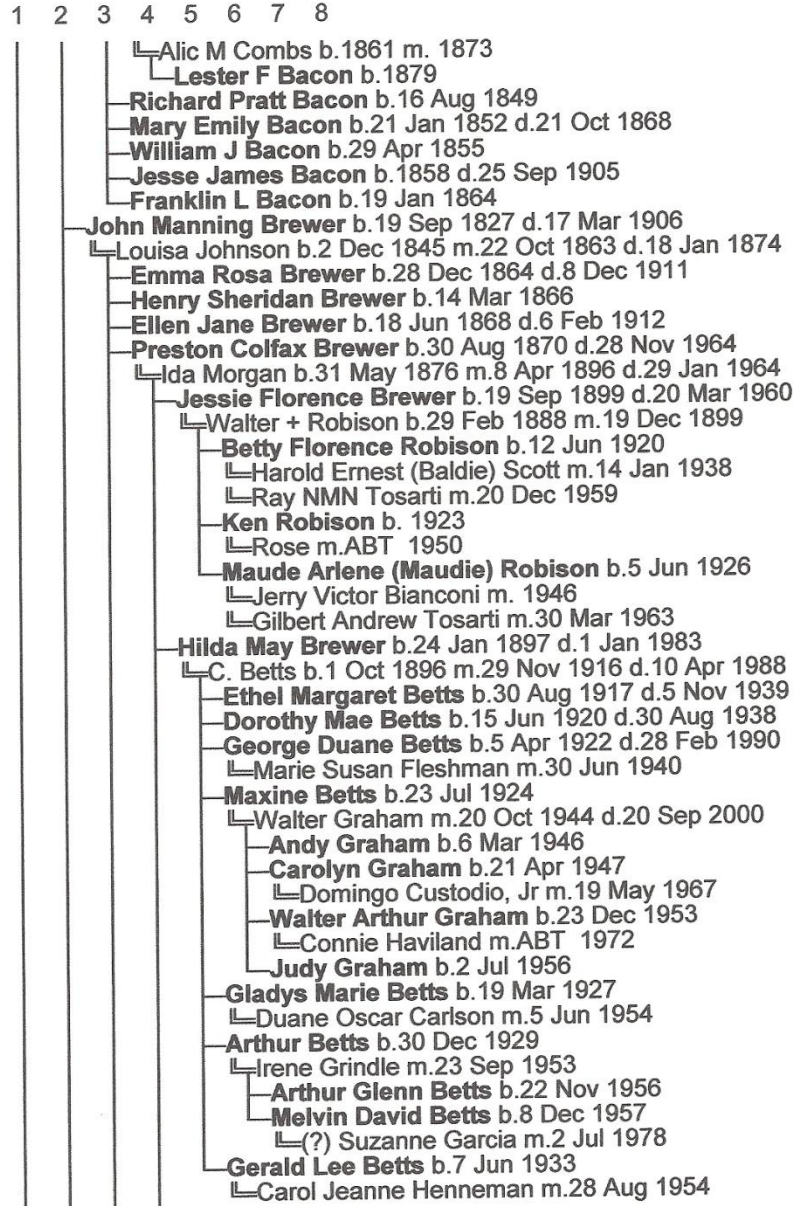 1 2 3 4 5 6 7 8
Alic M Combs b.1861 m. 1873
Lester F Bacon b.1879
Richard Pratt Bacon b.16 Aug 1849
Mary Emily Bacon b.21 Jan 1852 d.21 Oct 1868
William J Bacon b.29 Apr 1855
Jesse James Bacon b.1858 d.25 Sep 1905
Franklin L Bacon b.19 Jan 1864
John Manning Brewer b.19 Sep 1827 d.17 Mar 1906
Louisa Johnson b.2 Dec 1845 m.22 Oct 1863 d.18 Jan 1874
Emma Rosa Brewer b.28 Dec 1864 d.8 Dec 1911
Henry Sheridan Brewer b.14 Mar 1866
Ellen Jane Brewer b.18 Jun 1868 d.6 Feb 1912
Preston Colfax Brewer b.30 Aug 1870 d.28 Nov 1964
Ida Morgan b.31 May 1876 m.8 Apr 1896 d.29 Jan 1964
Jessie Florence Brewer b.19 Sep 1899 d.20 Mar 1960
Walter + Robison b.29 Feb 1888 m.19 Dec 1899
Betty Florence Robison b.12 Jun 1920
Harold Ernest (Baldie) Scott m.14 Jan 1938
Ray NMN Tosarti m.20 Dec 1959
Ken Robison b. 1923
Rose m.ABT 1950
Maude Arlene (Maudie) Robison b.5 Jun 1926
Jerry Victor Bianconi m. 1946
Gilbert Andrew Tosarti m.30 Mar 1963
Hilda May Brewer b.24 Jan 1897 d.1 Jan 1983
C. Betts b.1 Oct 1896 m.29 Nov 1916 d.10 Apr 1988
Ethel Margaret Betts b.30 Aug 1917 d.5 Nov 1939
Dorothy Mae Betts b.15 Jun 1920 d.30 Aug 1938
George Duane Betts b.5 Apr 1922 d.28 Feb 1990
Marie Susan Fleshman m.30 Jun 1940
Maxine Betts b.23 Jul 1924
Walter Graham m.20 Oct 1944 d.20 Sep 2000
Andy Graham b.6 Mar 1946
Carolyn Graham b.21 Apr 1947
Domingo Custodio, Jr m.19 May 1967
Walter Arthur Graham b.23 Dec 1953
Connie Haviland m.ABT 1972
Judy Graham b.2 Jul 1956
Gladys Marie Betts b.19 Mar 1927
Duane Oscar Carlson m.5 Jun 1954
Arthur Betts b.30 Dec 1929
Irene Grindle m.23 Sep 1953
Arthur Glenn Betts b.22 Nov 1956
Melvin David Betts b.8 Dec 1957
(?) Suzanne Garcia m.2 Jul 1978
Gerald Lee Betts b.7 Jun 1933
Carol Jeanne Henneman m.28 Aug 1954